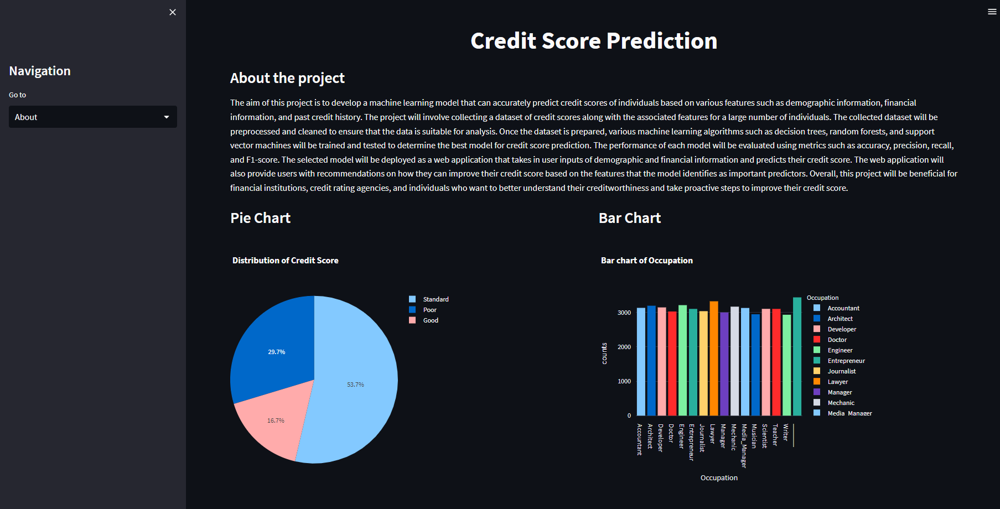 Navigation
Go to
About
Credit Score Prediction
About the project
The aim of this project is to develop a machine learning model that can accurately predict credit scores of individuals based on various features such as demographic information, financial
information, and past credit history. The project will involve collecting a dataset of credit scores along with the associated features for a large number of individuals. The collected dataset will be
preprocessed and cleaned to ensure that the data is suitable for analysis. Once the dataset is prepared, various machine learning algorithms such as decision trees, random forests, and support
vector machines will be trained and tested to determine the best model for credit score prediction. The performance of each model will be evaluated using metrics such as accuracy, precision, recall,
and F1-score. The selected model will be deployed as a web application that takes in user inputs of demographic and financial information and predicts their credit score. The web application will
also provide users with recommendations on how they can improve their credit score based on the features that the model identifies as important predictors. Overall, this project will be beneficial for
financial institutions, credit rating agencies, and individuals who want to better understand their creditworthiness and take proactive steps to improve their credit score.
Pie Chart
Distribution of Credit Score
Standard
Poor
Good
29.7%
53.7%
16.7%
Bar Chart
Bar chart of Occupation
counts
3000
2000
1000
0
Accountant
Architect
Developer
Doctor
Engineer
Entrepreneur
Journalist
Lawyer
Manager
Mechanic
Media_Manager
Musician
Scientist
Teacher
Writer
Occupation
Occupation
Accountant
Architect
Developer
Doctor
Engineer
Entrepreneur
Journalist
Lawyer
Manager
Mechanic
Media_Manager